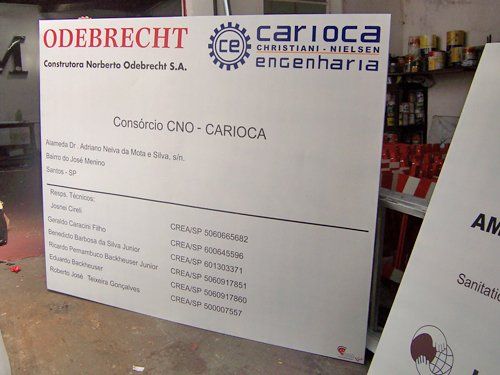 ODEBRECHT
Construtora Norberto Odebrecht S.A.
ce
carioca
CHRISTIANI - NIELSEN
engenharia
Consórcio CNO - CARIOCA
Alameda Dr. Adriano Neiva da Mota e Silva, s/n.
Bairro do José Menino
Santos - SP
Resps. Técnicos:
Josnei Cireli CREA/SP 5060665682
Geraldo Caracini Filho CREA/SP 600645596
Benedicto Barbosa da Silva Junior CREA/SP 601303371
Ricardo Pernambuco Backheuser Junior CREA/SP 5060917851
Eduardo Backheuser CREA/SP 5060917860
Roberto José Teixeira Gonçalves CREA/SP 500007557
AM
Sanitati